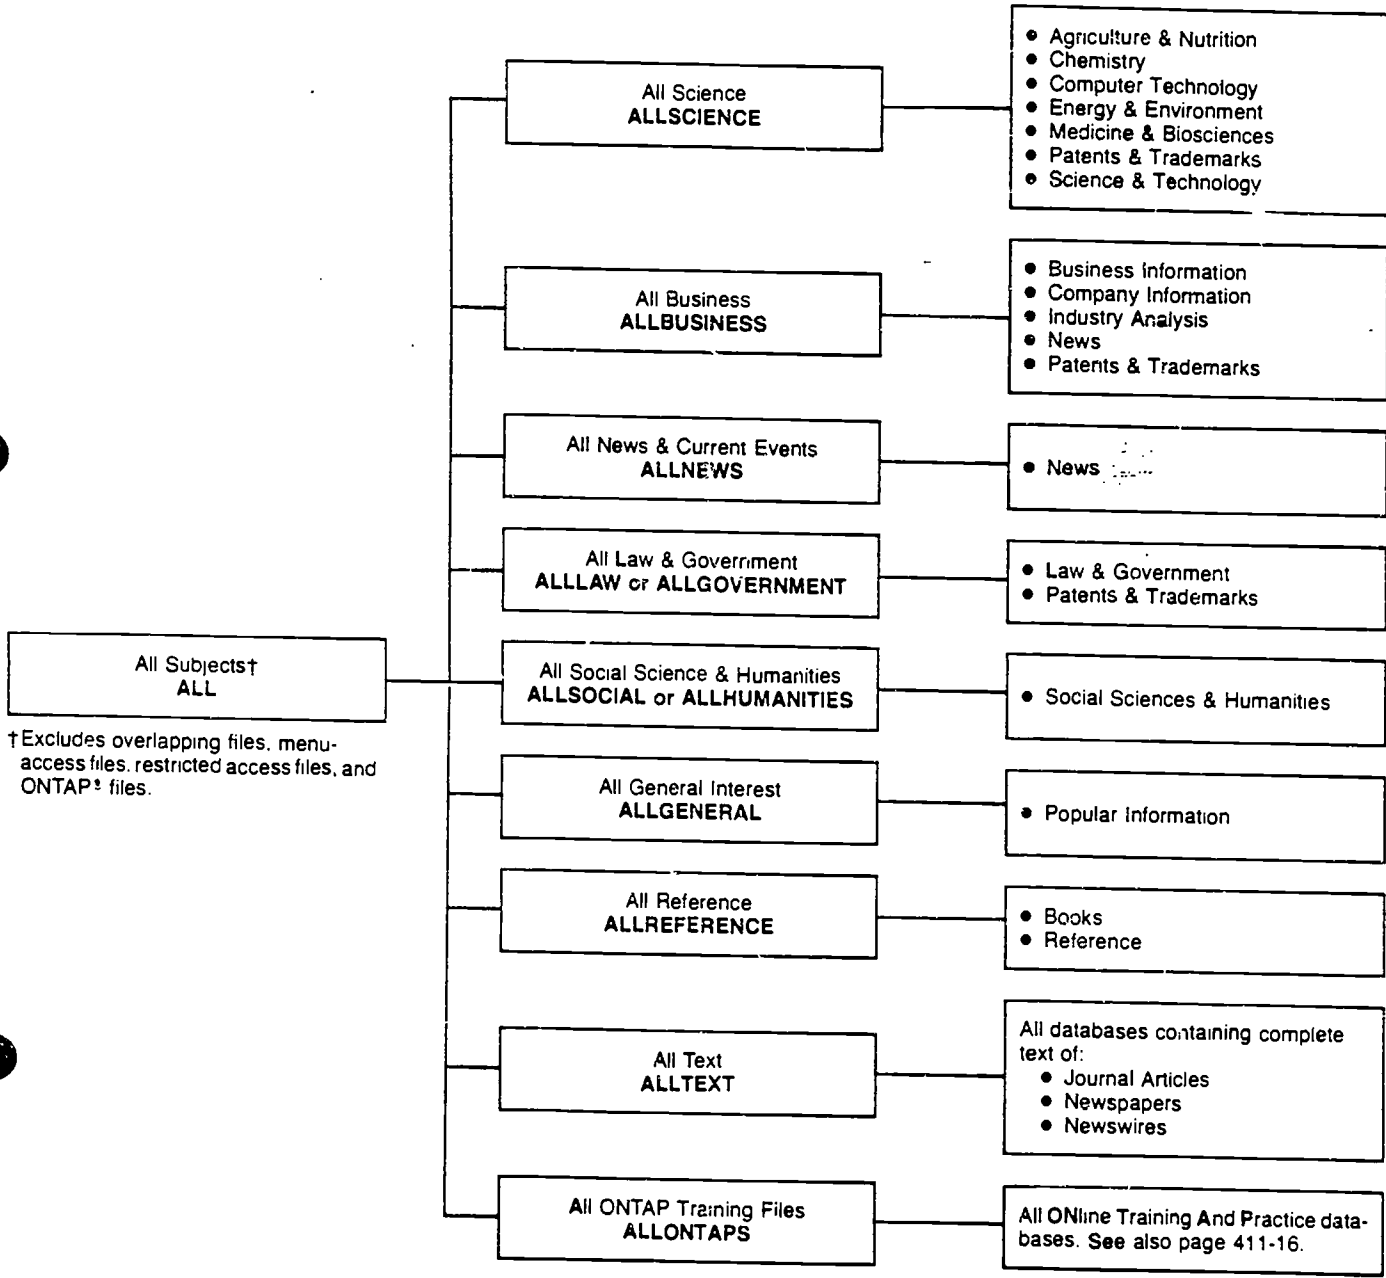 All Subjects†
ALL
†Excludes overlapping files, menu-
access files, restricted access files, and
ONTAP® files.
All Science
ALLSCIENCE
• Agriculture & Nutrition
• Chemistry
• Computer Technology
• Energy & Environment
• Medicine & Biosciences
• Patents & Trademarks
• Science & Technology
All Business
ALLBUSINESS
• Business Information
• Company Information
• Industry Analysis
• News
• Patents & Trademarks
All News & Current Events
ALLNEWS
• News
All Law & Government
ALLLAW or ALLGOVERNMENT
• Law & Government
• Patents & Trademarks
All Social Science & Humanities
ALLSOCIAL or ALLHUMANITIES
• Social Sciences & Humanities
All General Interest
ALLGENERAL
• Popular Information
All Reference
ALLREFERENCE
• Books
• Reference
All Text
ALLTEXT
All databases containing complete
text of:
• Journal Articles
• Newspapers
• Newswires
All ONTAP Training Files
ALLONTAPS
All ONline Training And Practice data-
bases. See also page 411-16.